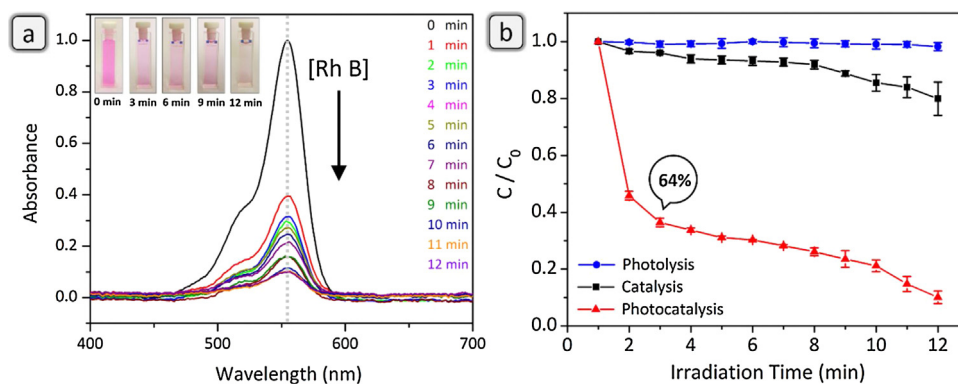 a
0 min 3 min 6 min 9 min 12 min
[Rh B]
0 min
1 min
2 min
3 min
4 min
5 min
6 min
7 min
8 min
9 min
10 min
11 min
12 min
Absorbance
1.0
0.8
0.6
0.4
0.2
0.0
400 500 600 700
Wavelength (nm)
b
C / C0
1.0
0.8
0.6
0.4
0.2
0.0
64%
Photolysis
Catalysis
Photocatalysis
0 2 4 6 8 10 12
Irradiation Time (min)